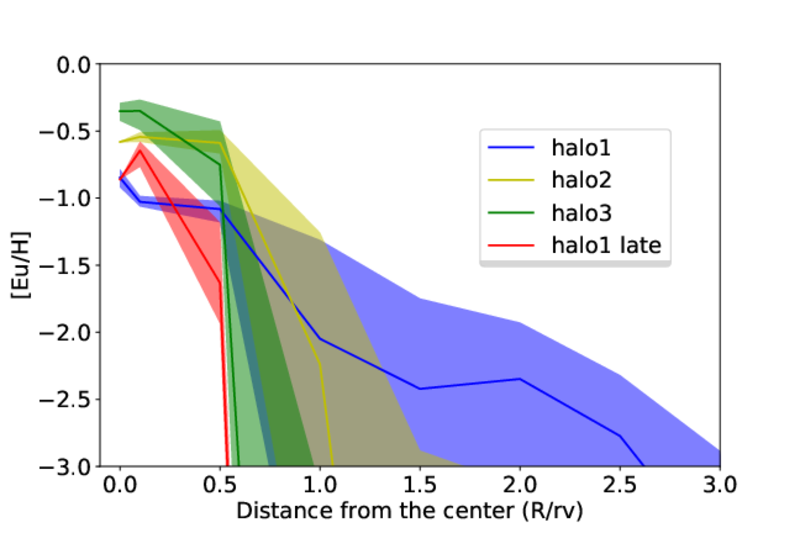 0.0
−0.5
−1.0
−1.5
−2.0
−2.5
−3.0
[Eu/H]
halo1
halo2
halo3
halo1 late
0.0 0.5 1.0 1.5 2.0 2.5 3.0
Distance from the center (R/rv)